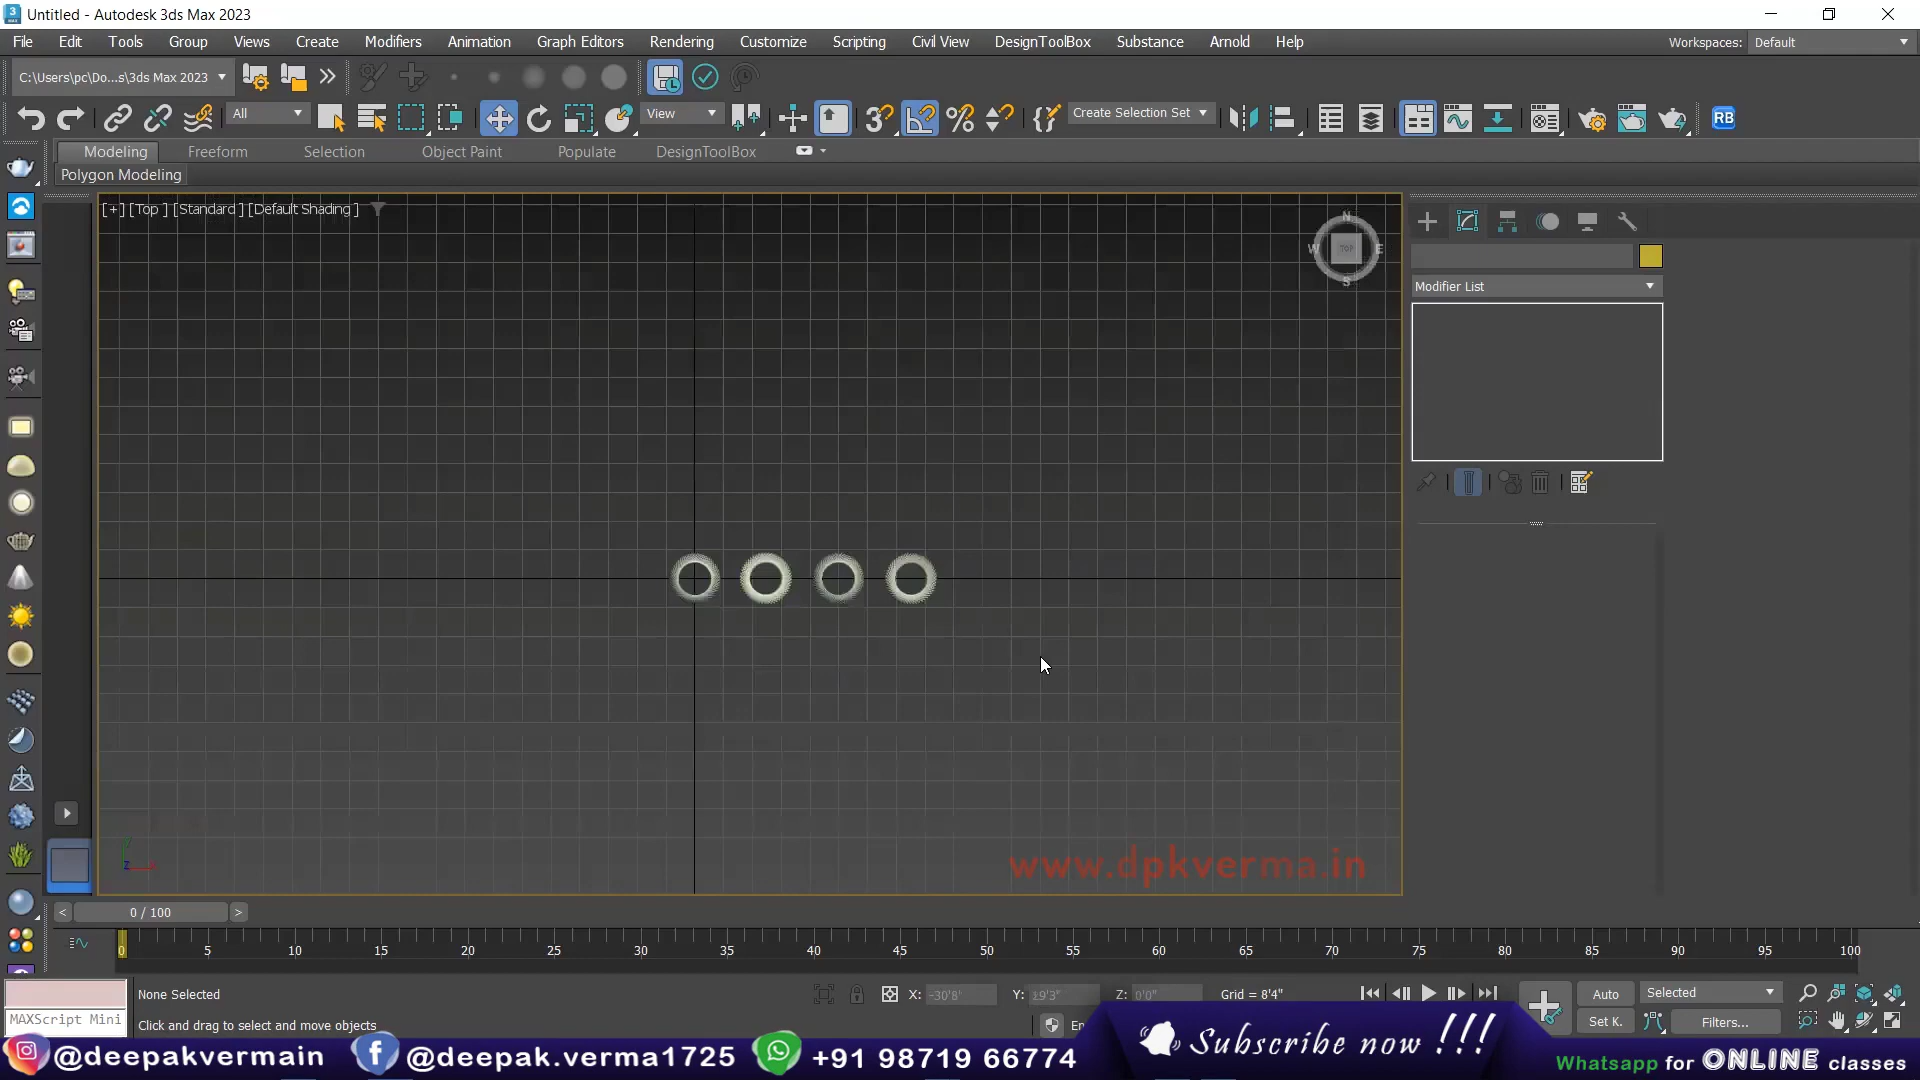 Untitled - Autodesk 3ds Max 2023
File Edit Tools Group Views Create Modifiers Animation Graph Editors Rendering Customize Scripting Civil View DesignToolBox Substance Arnold Help Workspaces: Default
C:\Users\pc\Do...s\3ds Max 2023
All View Create Selection Set RB
Modeling Freeform Selection Object Paint Populate DesignToolBox
Polygon Modeling
[+] [Top ] [Standard ] [Default Shading ]
N
W TOP E
S
Modifier List
www.dpkverma.in
< 0 / 100 >
0 5 10 15 20 25 30 35 40 45 50 55 60 65 70 75 80 85 90 95 100
None Selected X: -30'8" Y: Z: 0'0" Grid = 8'4" Auto Selected
MAXScript Mini Click and drag to select and move objects En Set K. Filters...
@deepakvermain @deepak.verma1725 +91 98719 66774 Subscribe now !!! Whatsapp for ONLINE classes